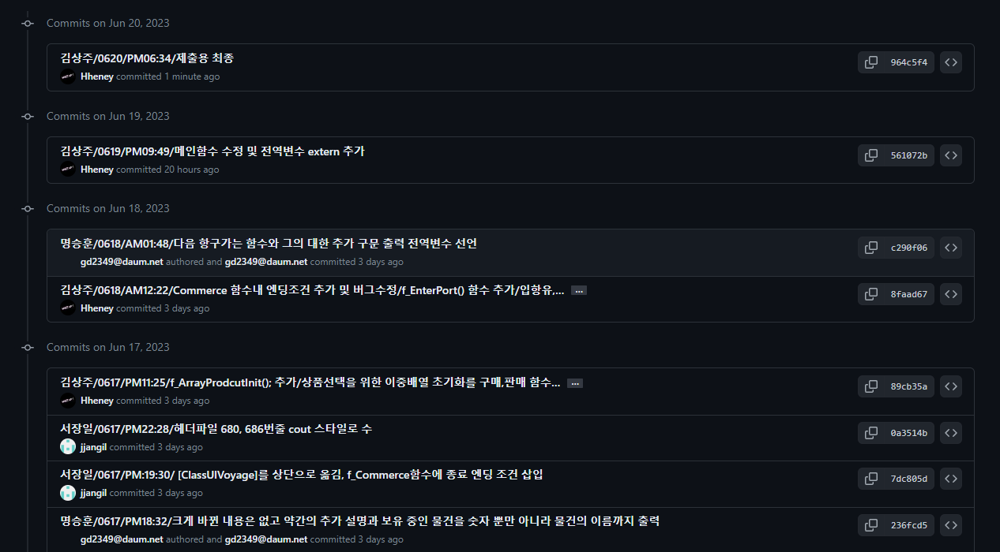 Commits on Jun 20, 2023
김상주/0620/PM06:34/제출용 최종
964c5f4
Hheney committed 1 minute ago
Commits on Jun 19, 2023
김상주/0619/PM09:49/메인함수 수정 및 전역변수 extern 추가
561072b
Hheney committed 20 hours ago
Commits on Jun 18, 2023
명승훈/0618/AM01:48/다음 항구가는 함수와 그의 대한 추가 구문 출력 전역변수 선언
c290f06
gd2349@daum.net authored and gd2349@daum.net committed 3 days ago
김상주/0618/AM12:22/Commerce 함수내 엔딩조건 추가 및 버그수정/f_EnterPort() 함수 추가/입항유,... ...
8faad67
Hheney committed 3 days ago
Commits on Jun 17, 2023
김상주/0617/PM11:25/f_ArrayProdcutInit(); 추가/상품선택을 위한 이중배열 초기화를 구매,판매 함수... ...
89cb35a
Hheney committed 3 days ago
서장일/0617/PM22:28/헤더파일 680, 686번줄 cout 스타일로 수
0a3514b
jjangil committed 3 days ago
서장일/0617/PM:19:30/ [ClassUIVoyage]를 상단으로 옮김, f_Commerce함수에 종료 엔딩 조건 삽입
7dc805d
jjangil committed 3 days ago
명승훈/0617/PM18:32/크게 바뀐 내용은 없고 약간의 추가 설명과 보유 중인 물건을 숫자 뿐만 아니라 물건의 이름까지 출력
236fcd5
gd2349@daum.net authored and gd2349@daum.net committed 3 days ago